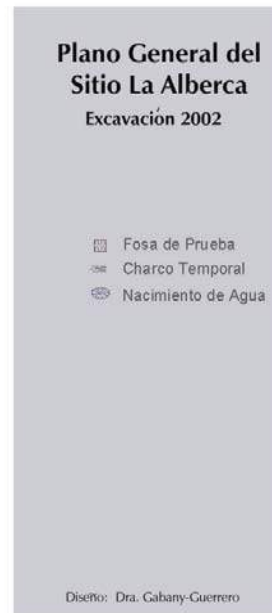 Plano General del
Sitio La Alberca
Excavación 2002
Fosa de Prueba
Charco Temporal
Nacimiento de Agua
Diseño: Dra. Gabany-Guerrero